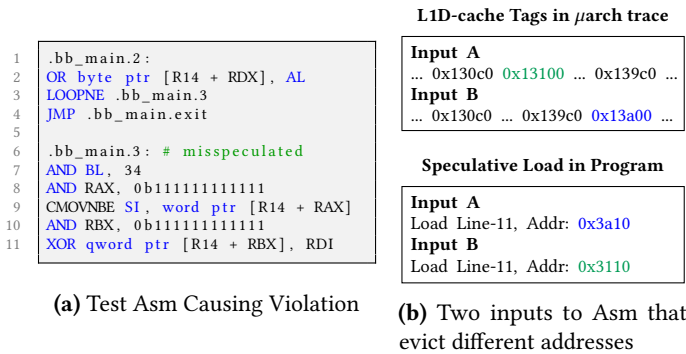 1 .bb_main.2:
2 OR byte ptr [R14 + RDX], AL
3 LOOPNE .bb_main.3
4 JMP .bb_main.exit
5
6 .bb_main.3: # misspeculated
7 AND BL, 34
8 AND RAX, 0b111111111111
9 CMOVNBE SI, word ptr [R14 + RAX]
10 AND RBX, 0b111111111111
11 XOR qword ptr [R14 + RBX], RDI
(a) Test Asm Causing Violation
L1D-cache Tags in μarch trace
Input A
... 0x130c0 0x13100 ... 0x139c0 ...
Input B
... 0x130c0 ... 0x139c0 0x13a00 ...
Speculative Load in Program
Input A
Load Line-11, Addr: 0x3a10
Input B
Load Line-11, Addr: 0x3110
(b) Two inputs to Asm that
evict different addresses